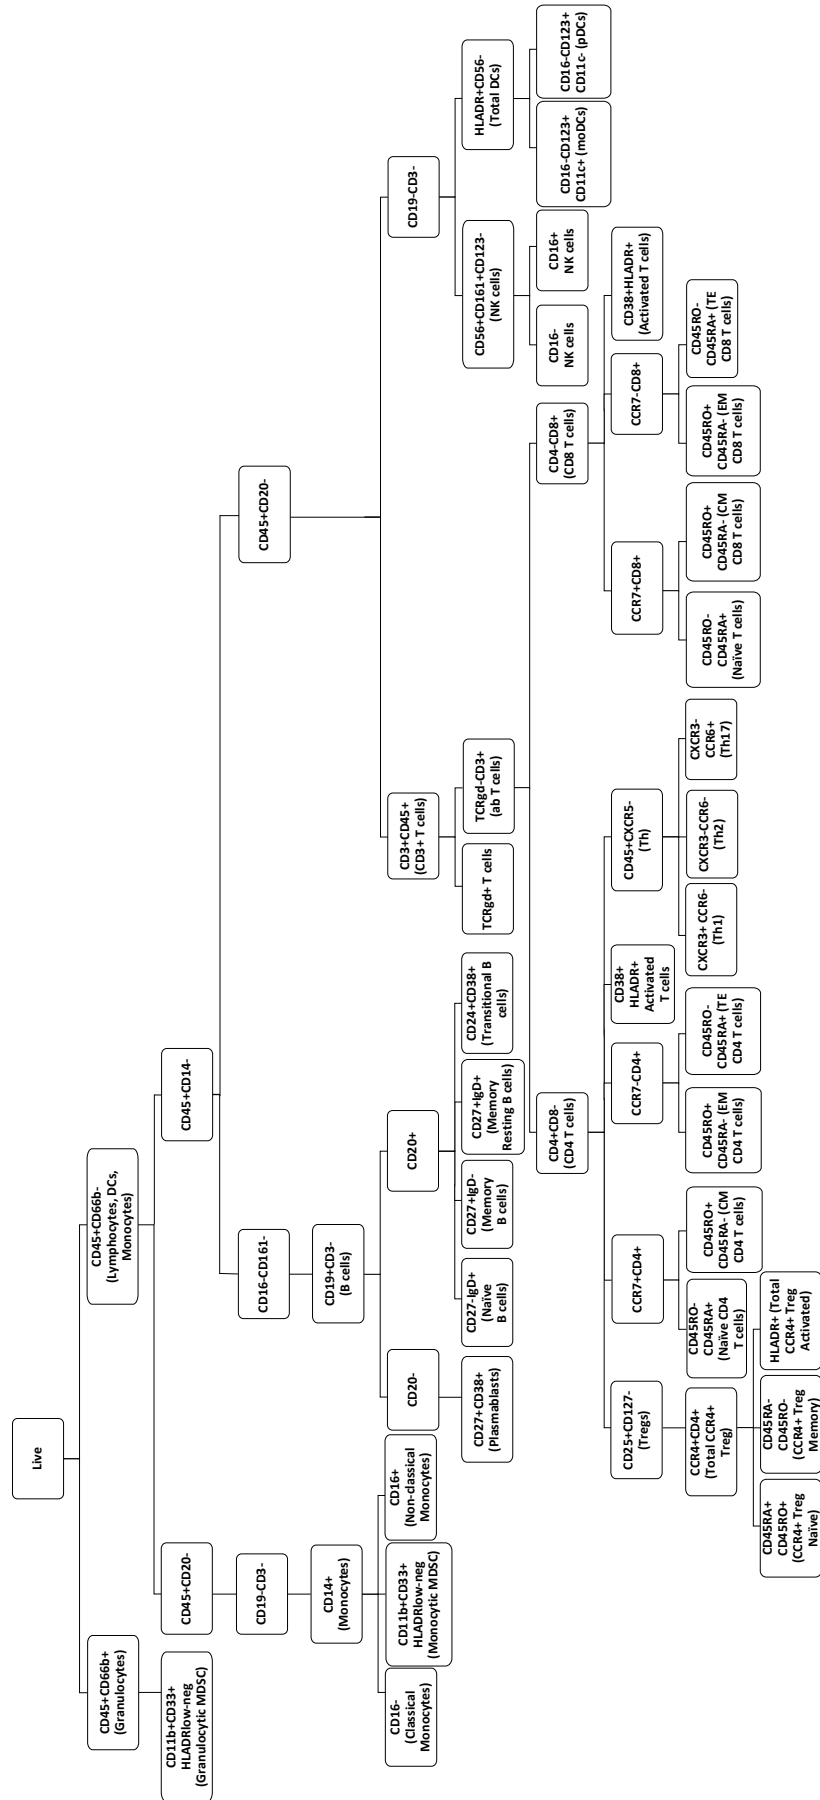 Live
CD45+CD66b+
(Granulocytes)
CD45+CD66b-
(Lymphocytes, DCs,
Monocytes)
CD11b+CD33+
HLADRlow-neg
(Granulocytic MDSC)
CD45+CD20-
CD45+CD14-
CD19-CD3-
CD16-CD161-
CD45+CD20-
CD14+
(Monocytes)
CD19+CD3-
(B cells)
CD16-
(Classical
Monocytes)
CD11b+CD33+
HLADRlow-neg
(Monocytic MDSC)
CD16+
(Non-classical
Monocytes)
CD20-
CD20+
CD3+CD45+
(CD3+ T cells)
CD19-CD3-
CD27+CD38+
(Plasmablasts)
CD27-IgD+
(Naïve
B cells)
CD27+IgD-
(Memory
B cells)
CD27+IgD+
(Memory
Resting B cells)
CD24+CD38+
(Transitional B
cells)
TCRgd+ T cells
TCRgd-CD3+
(ab T cells)
CD56+CD161+CD123-
(NK cells)
HLADR+CD56-
(Total DCs)
CD4+CD8-
(CD4 T cells)
CD4-CD8+
(CD8 T cells)
CD16-
NK cells
CD16+
NK cells
CD16-CD123+
CD11c+ (moDCs)
CD16-CD123+
CD11c- (pDCs)
CD25+CD127-
(Tregs)
CCR7+CD4+
CCR7-CD4+
CD38+
HLADR+
Activated
T cells
CD45+CXCR5-
(Th)
CCR7+CD8+
CCR7-CD8+
CD38+HLADR+
(Activated T cells)
CCR4+CD4+
(Total CCR4+
Treg)
CD45RO-
CD45RA+
(Naïve CD4
T cells)
CD45RO+
CD45RA- (CM
CD4 T cells)
CD45RO+
CD45RA- (EM
CD4 T cells)
CD45RO-
CD45RA+ (TE
CD4 T cells)
CXCR3+ CCR6-
(Th1)
CXCR3-CCR6-
(Th2)
CXCR3-
CCR6+
(Th17)
CD45RO-
CD45RA+
(Naïve T cells)
CD45RO+
CD45RA- (CM
CD8 T cells)
CD45RO+
CD45RA- (EM
CD8 T cells)
CD45RO-
CD45RA+ (TE
CD8 T cells)
CD45RA+
CD45RO+
(CCR4+ Treg
Naïve)
CD45RA-
CD45RO-
(CCR4+ Treg
Memory)
HLADR+ (Total
CCR4+ Treg
Activated)